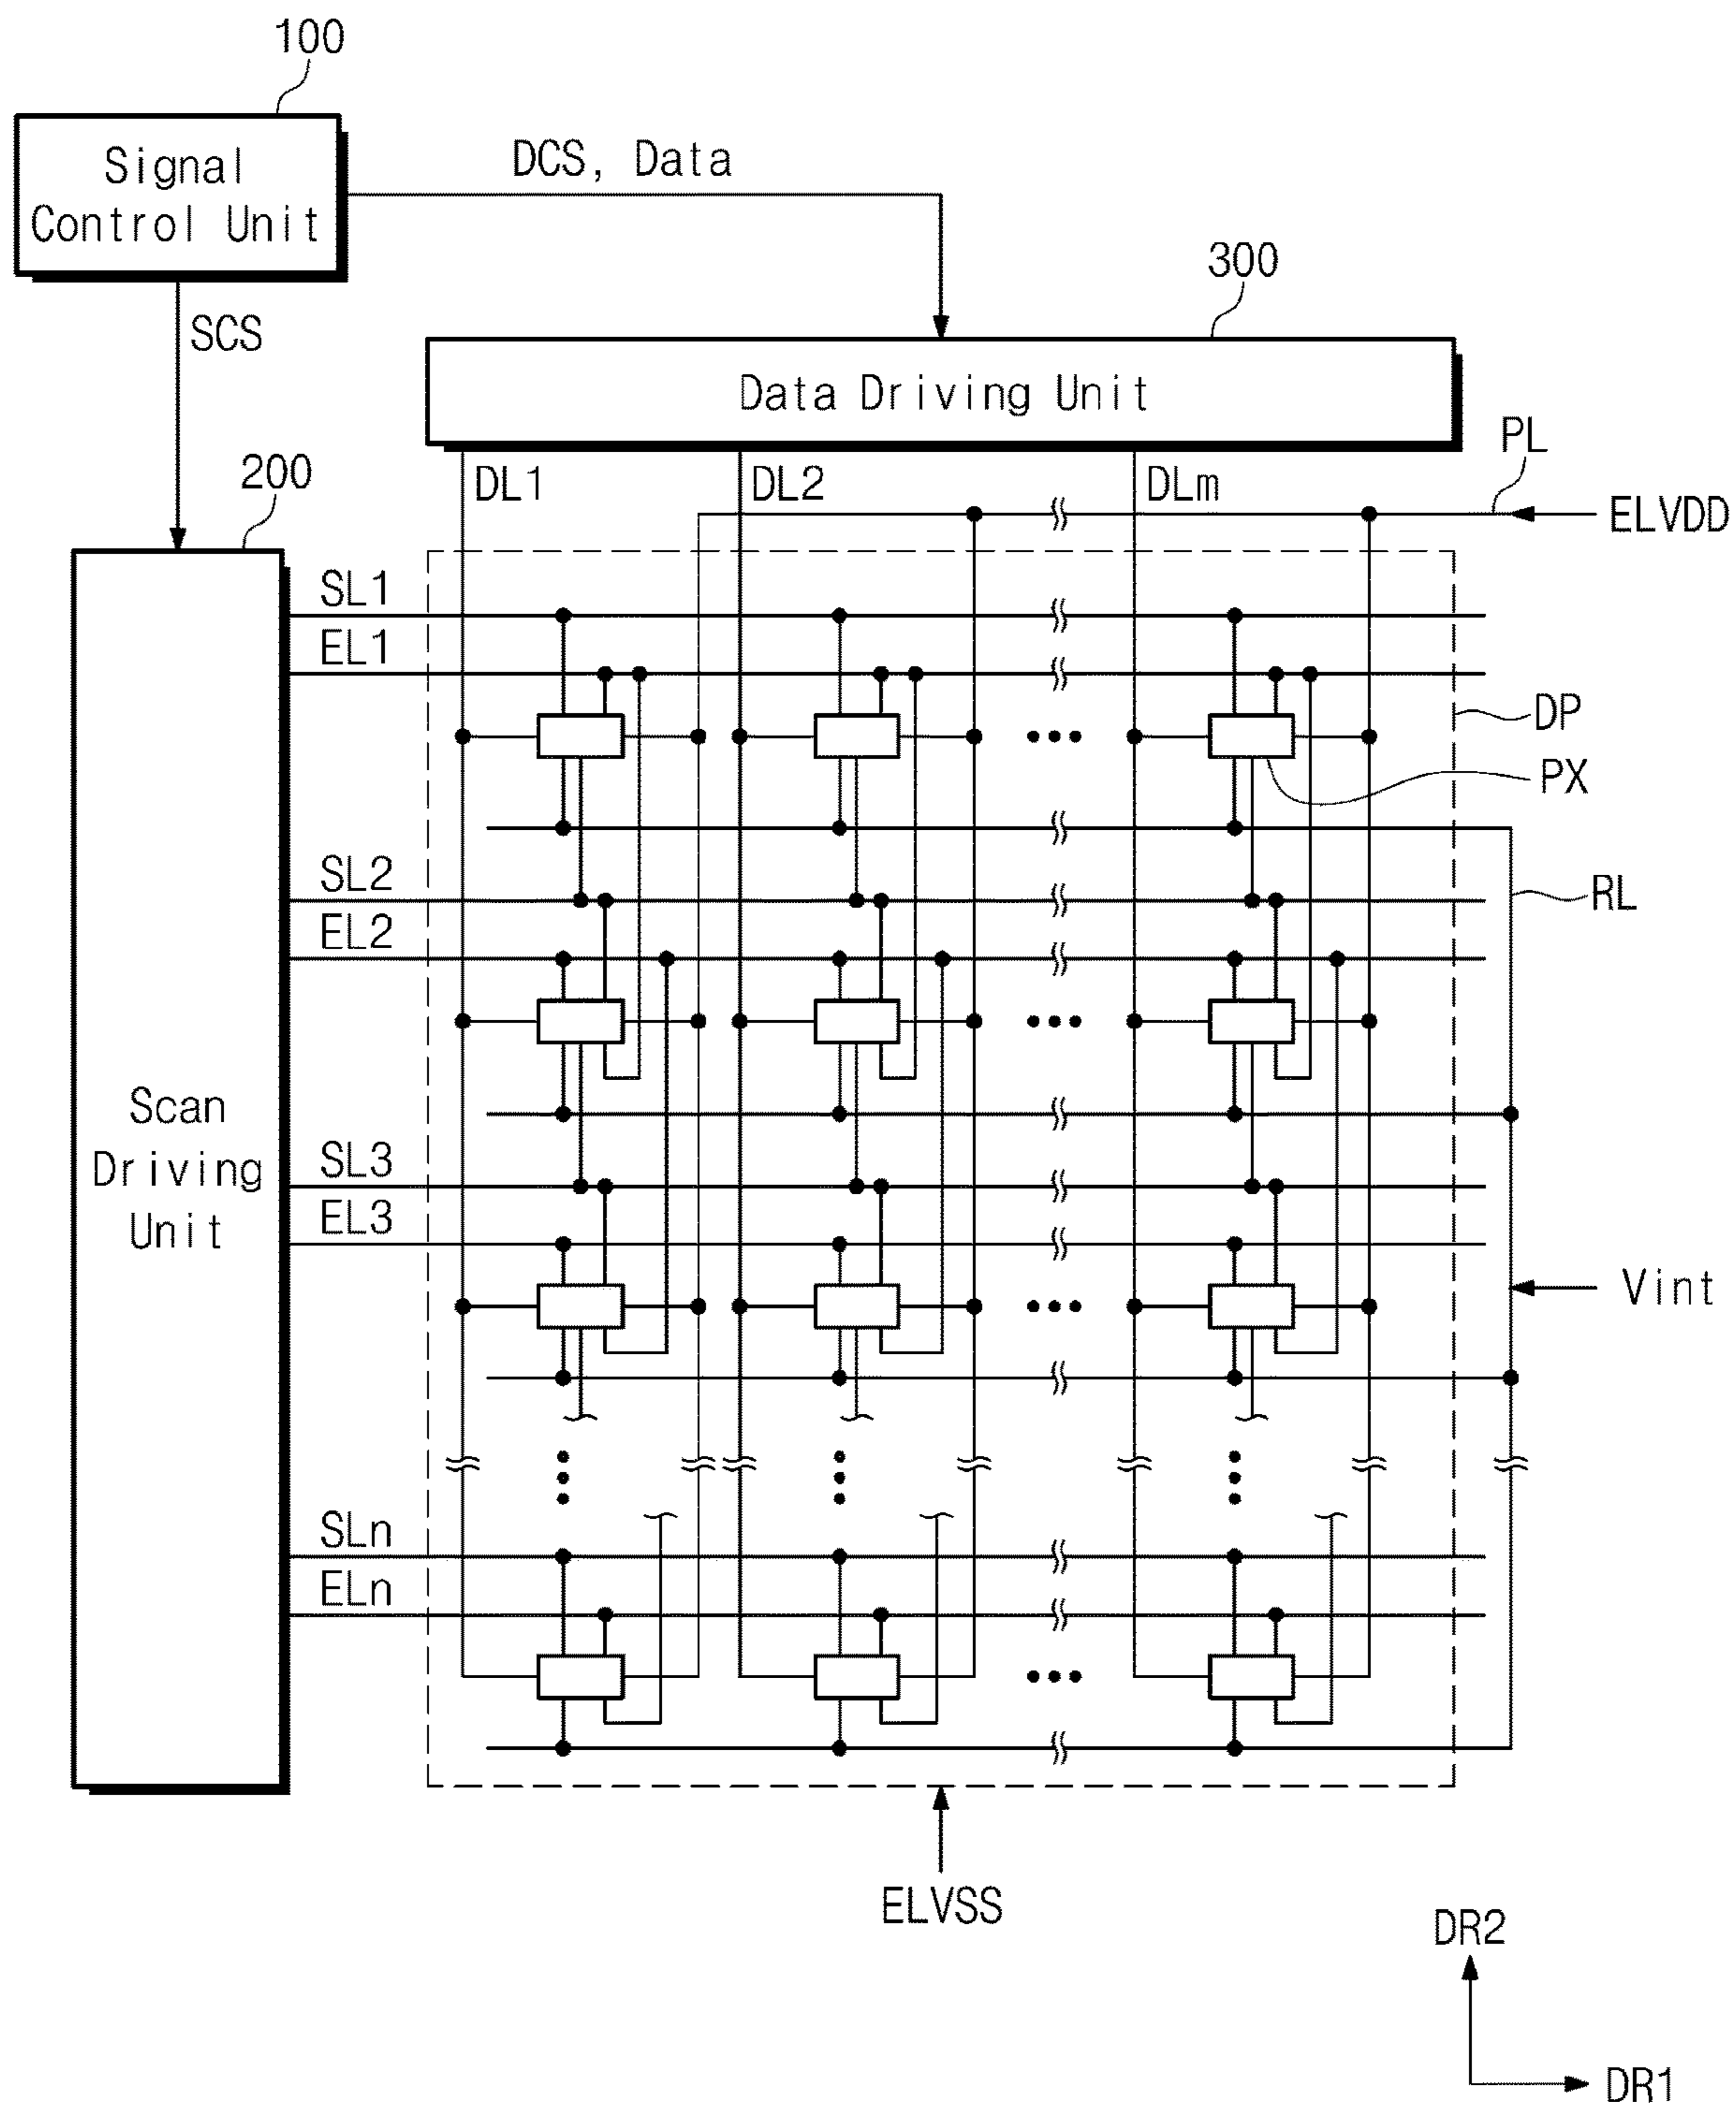 100
Signal
Control Unit
DCS, Data
300
SCS
Data Driving Unit
PL
200
DL1
DL2
DLm
ELVDD
SL1
EL1
DP
PX
SL2
RL
EL2
Scan
Driving
Unit
SL3
EL3
Vint
SLn
ELn
ELVSS
DR2
DR1